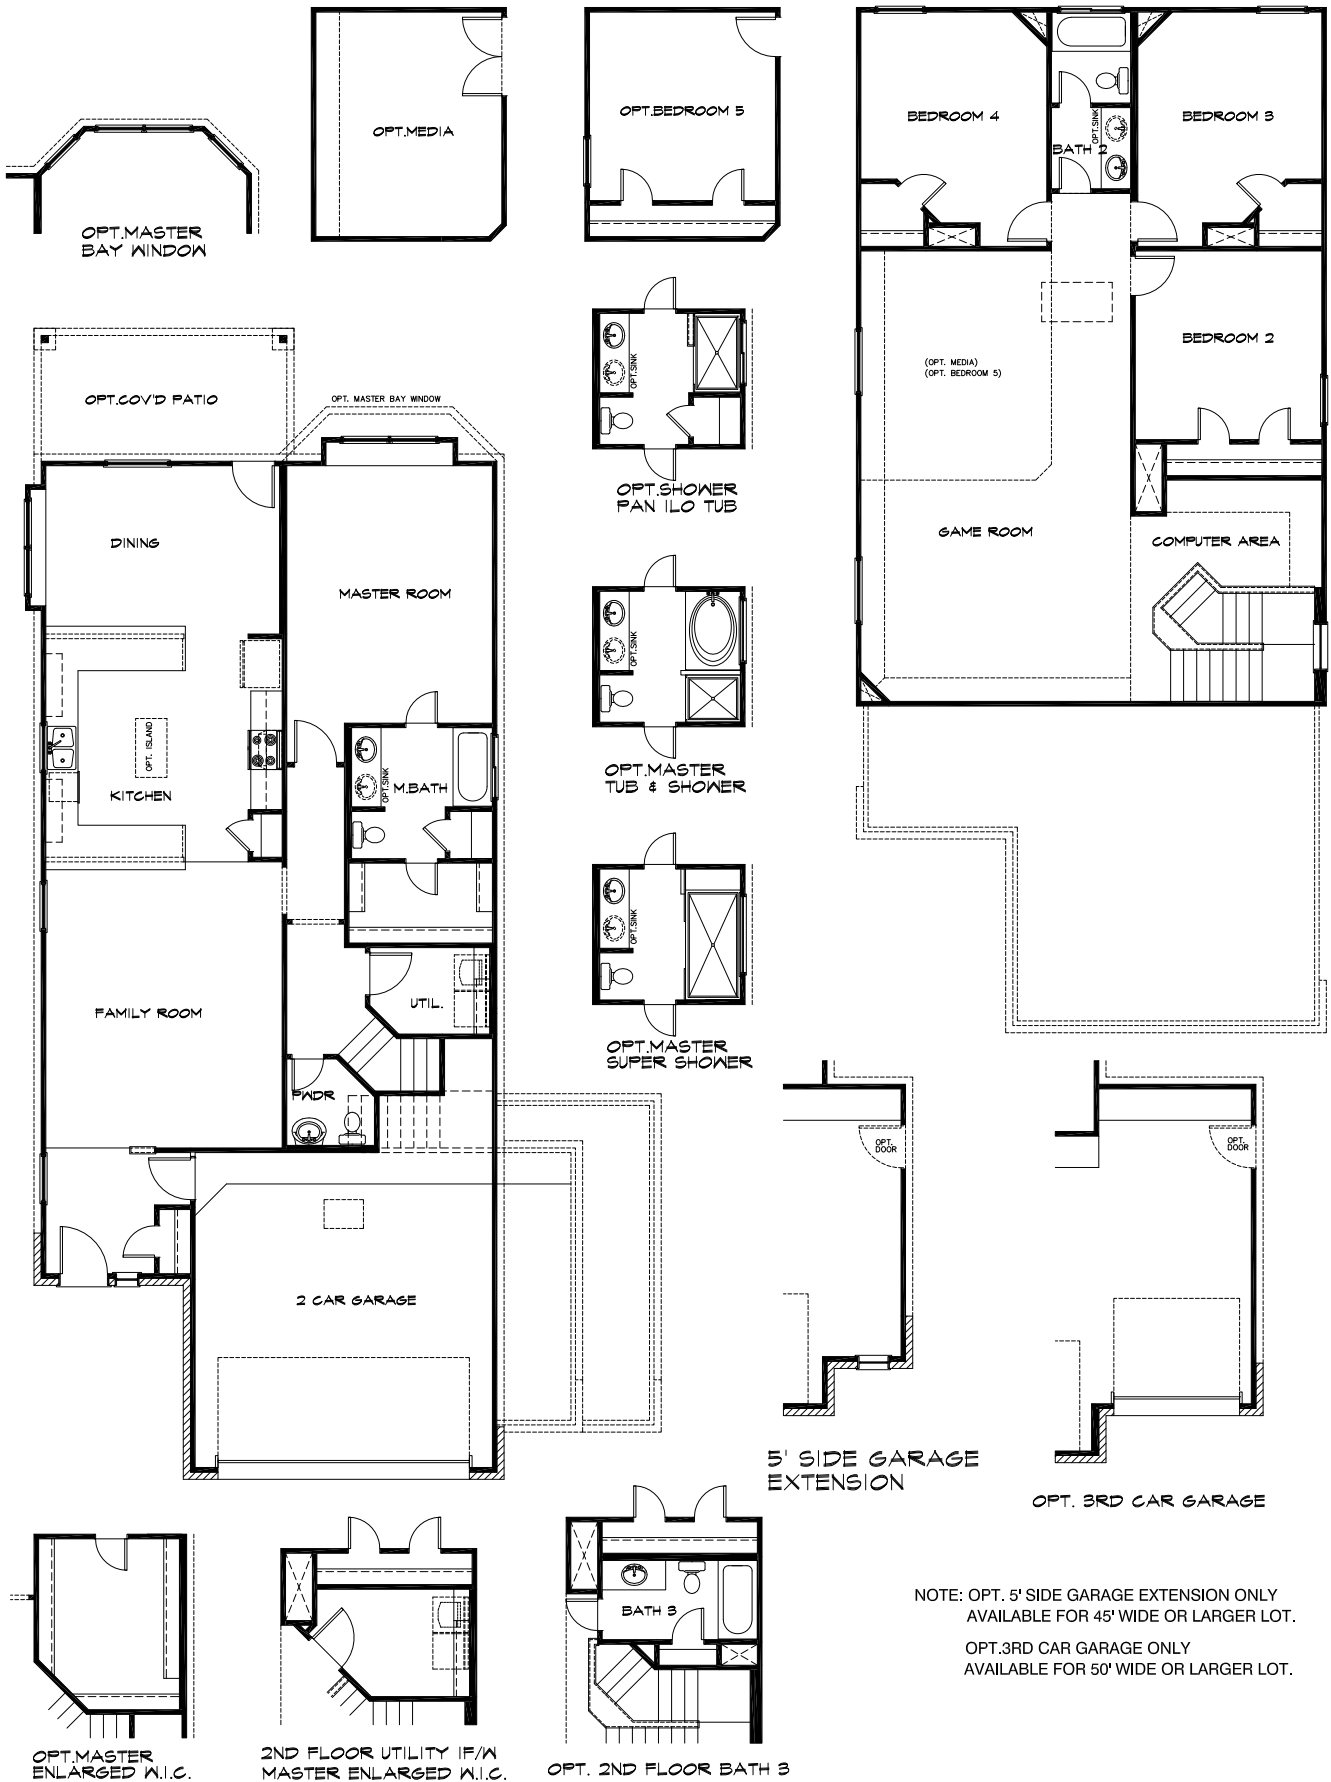 OPT.MEDIA
OPT.BEDROOM 5
BEDROOM 4
OPT.SINK
BATH 2
BEDROOM 3
OPT.MASTER
BAY WINDOW
BEDROOM 2
(OPT. MEDIA)
(OPT. BEDROOM 5)
GAME ROOM
COMPUTER AREA
OPT.COV'D PATIO
OPT. MASTER BAY WINDOW
OPT.SINK
OPT.SHOWER
PAN ILO TUB
DINING
MASTER ROOM
OPT.SINK
OPT.MASTER
TUB & SHOWER
OPT. ISLAND
KITCHEN
OPT.SINK
M.BATH
OPT.SINK
OPT.MASTER
SUPER SHOWER
FAMILY ROOM
UTIL.
PWDR
2 CAR GARAGE
OPT.
DOOR
5' SIDE GARAGE
EXTENSION
OPT.
DOOR
OPT. 3RD CAR GARAGE
OPT.MASTER
ENLARGED W.I.C.
2ND FLOOR UTILITY IF/W
MASTER ENLARGED W.I.C.
BATH 3
OPT. 2ND FLOOR BATH 3
NOTE: OPT. 5' SIDE GARAGE EXTENSION ONLY
AVAILABLE FOR 45' WIDE OR LARGER LOT.
OPT.3RD CAR GARAGE ONLY
AVAILABLE FOR 50' WIDE OR LARGER LOT.